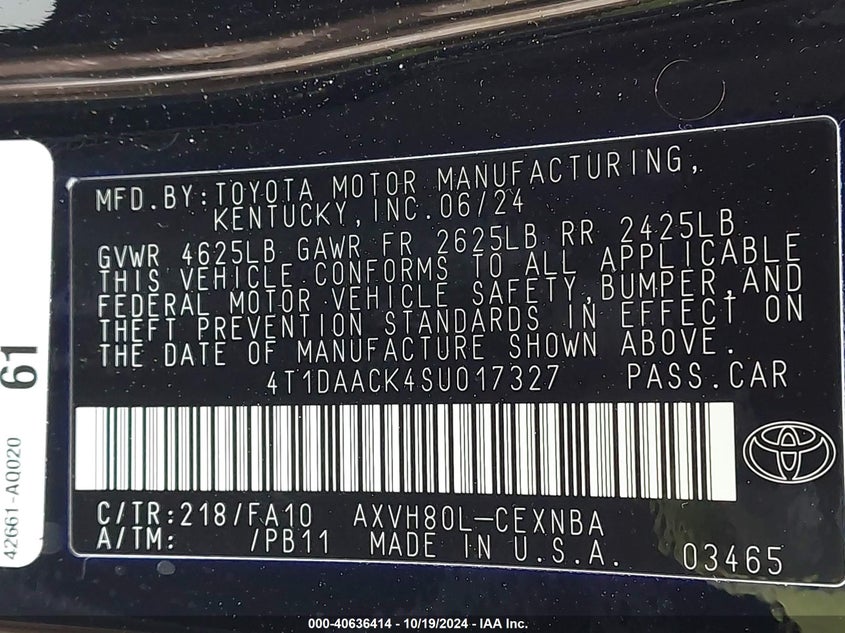 MFD.BY:TOYOTA MOTOR MANUFACTURING,
KENTUCKY,INC.06/24
GVWR 4625LB GAWR FR 2625LB RR 2425LB
THIS VEHICLE CONFORMS TO ALL APPLICABLE
FEDERAL MOTOR VEHICLE SAFETY,BUMPER,AND
THEFT PREVENTION STANDARDS IN EFFECT ON
THE DATE OF MANUFACTURE SHOWN ABOVE.
4T1DAACK4SU017327 PASS.CAR
C/TR:218/FA10 AXVH80L-CEXNBA
A/TM: /PB11 MADE IN U.S.A. 03465
61
42661-AQ020
000-40636414 - 10/19/2024 - IAA Inc.